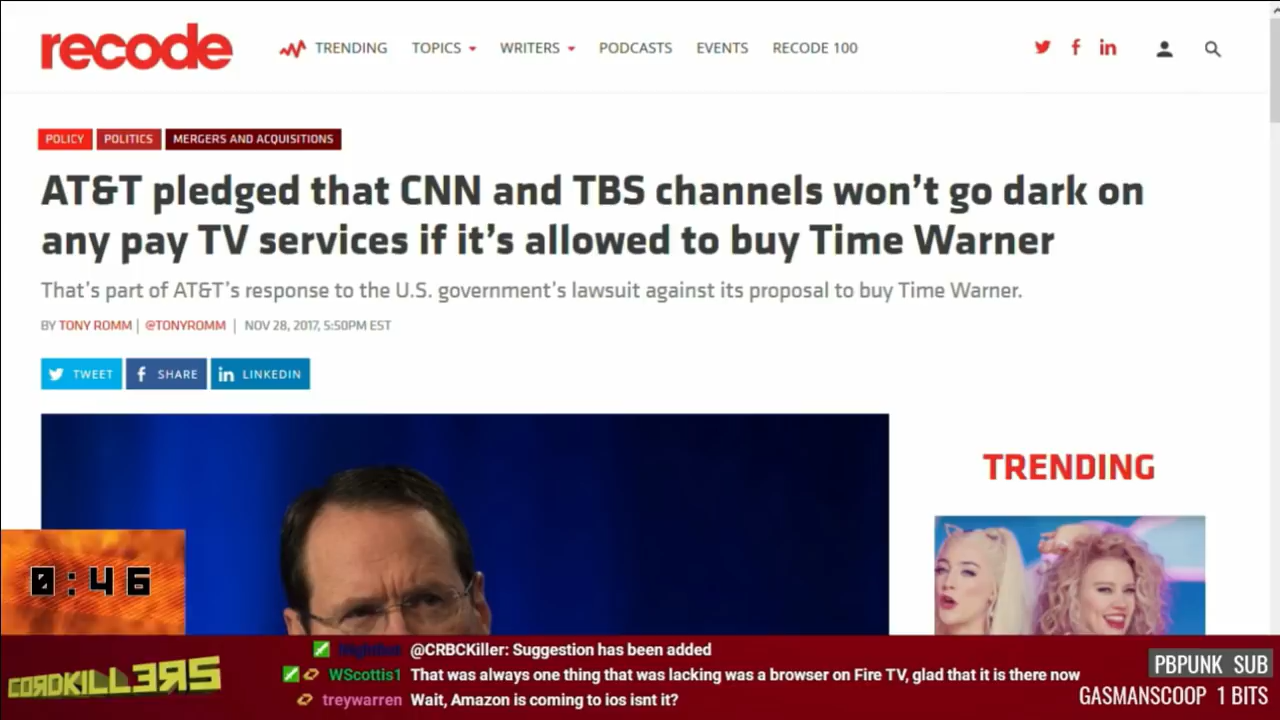 recode
TRENDING TOPICS WRITERS PODCASTS EVENTS RECODE 100
POLICY POLITICS MERGERS AND ACQUISITIONS
AT&T pledged that CNN and TBS channels won't go dark on
any pay TV services if it's allowed to buy Time Warner
That's part of AT&T's response to the U.S. government's lawsuit against its proposal to buy Time Warner.
BY TONY ROMM | @TONYROMM | NOV 28, 2017, 5:50PM EST
TWEET SHARE LINKEDIN
TRENDING
0:46
CORDKILLERS
Nightbot @CRBCKiller: Suggestion has been added
WScottis1 That was always one thing that was lacking was a browser on Fire TV, glad that it is there now
treywarren Wait, Amazon is coming to ios isnt it?
PBPUNK SUB
GASMANSCOOP 1 BITS